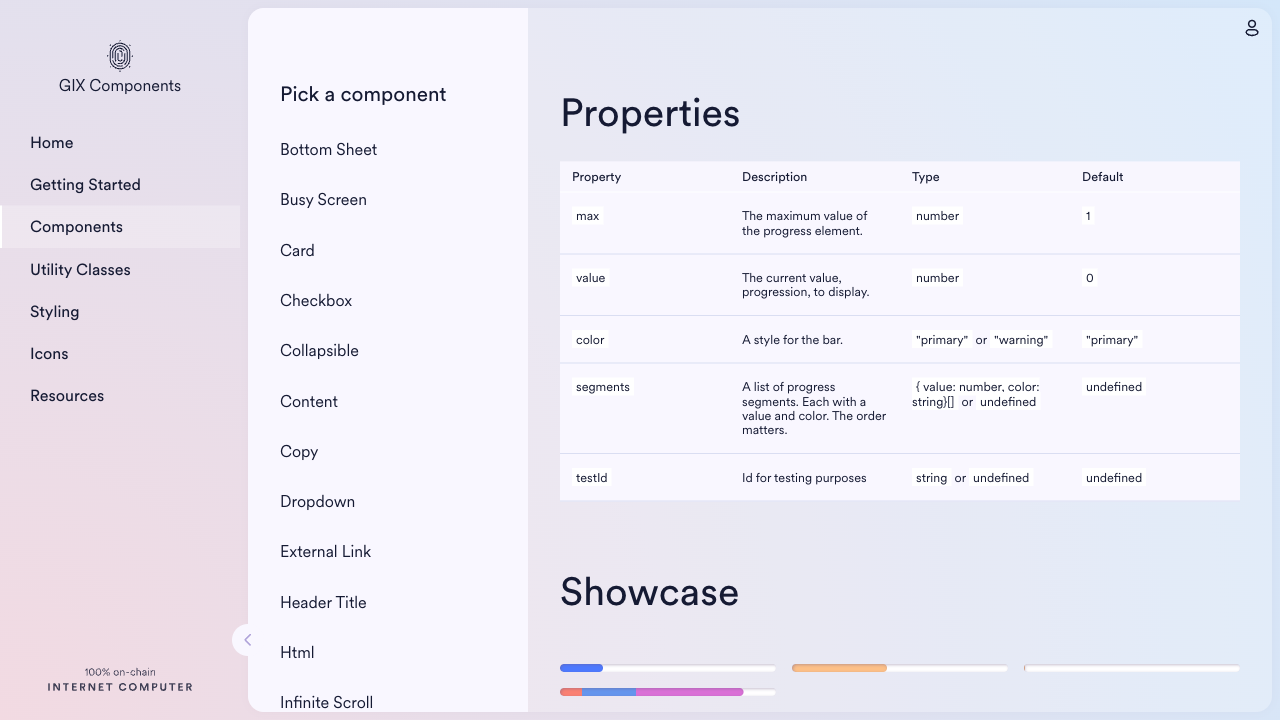 GIX Components
Home
Getting Started
Components
Utility Classes
Styling
Icons
Resources
100% on-chain
INTERNET COMPUTER
Pick a component
Bottom Sheet
Busy Screen
Card
Checkbox
Collapsible
Content
Copy
Dropdown
External Link
Header Title
Html
Infinite Scroll
Properties
Property Description Type Default
max The maximum value of number 1
the progress element.
value The current value, number 0
progression, to display.
color A style for the bar. "primary" or "warning" "primary"
segments A list of progress { value: number, color: undefined
segments. Each with a string}[] or undefined
value and color. The order
matters.
testId Id for testing purposes string or undefined undefined
Showcase